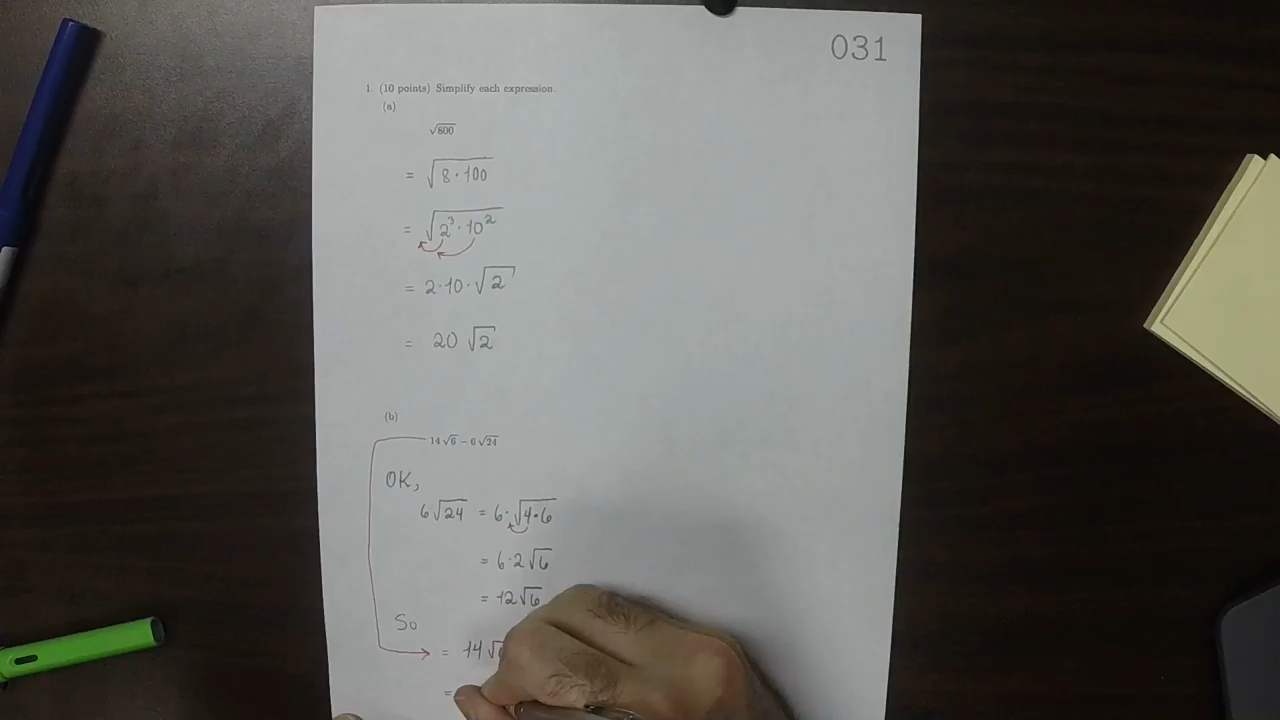 031
1. (10 points) Simplify each expression.
(a)
√800
= √8·100
= √2³·10²
= 2·10·√2
= 20 √2
(b)
14√6 − 6√24
OK,
6√24 = 6·√4·6
= 6·2√6
= 12√6
So
= 14√
=